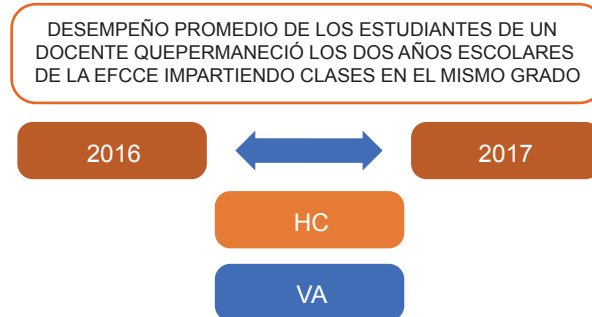 DESEMPEÑO PROMEDIO DE LOS ESTUDIANTES DE UN
DOCENTE QUEPERMANECIÓ LOS DOS AÑOS ESCOLARES
DE LA EFCCE IMPARTIENDO CLASES EN EL MISMO GRADO
2016 2017
HC
VA